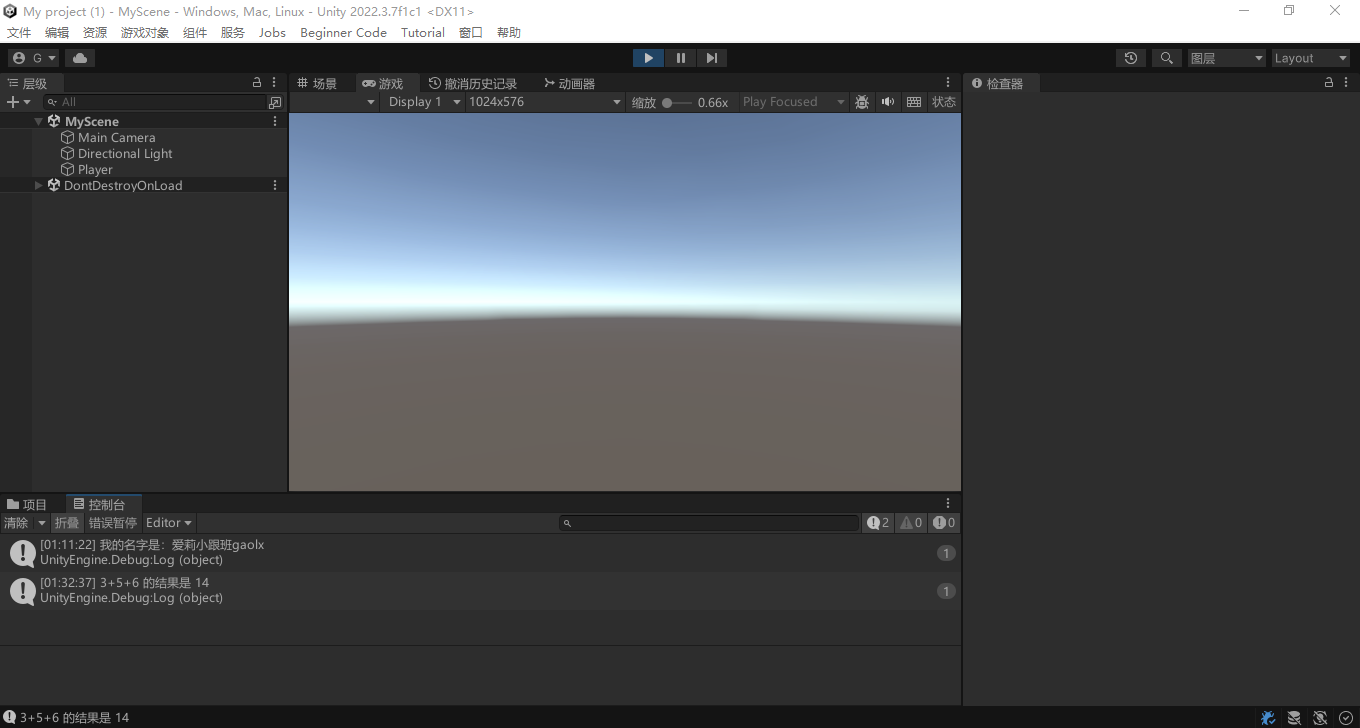 My project (1) - MyScene - Windows, Mac, Linux - Unity 2022.3.7f1c1 <DX11>
文件 编辑 资源 游戏对象 组件 服务 Jobs Beginner Code Tutorial 窗口 帮助
G 图层 Layout
层级 场景 游戏 撤消历史记录 动画器 检查器
All Display 1 1024x576 缩放 0.66x Play Focused 状态
MyScene
Main Camera
Directional Light
Player
DontDestroyOnLoad
项目 控制台
清除 折叠 错误暂停 Editor 2 0 0
[01:11:22] 我的名字是：爱莉小跟班gaolx
UnityEngine.Debug:Log (object)
1
[01:32:37] 3+5+6 的结果是 14
UnityEngine.Debug:Log (object)
1
3+5+6 的结果是 14